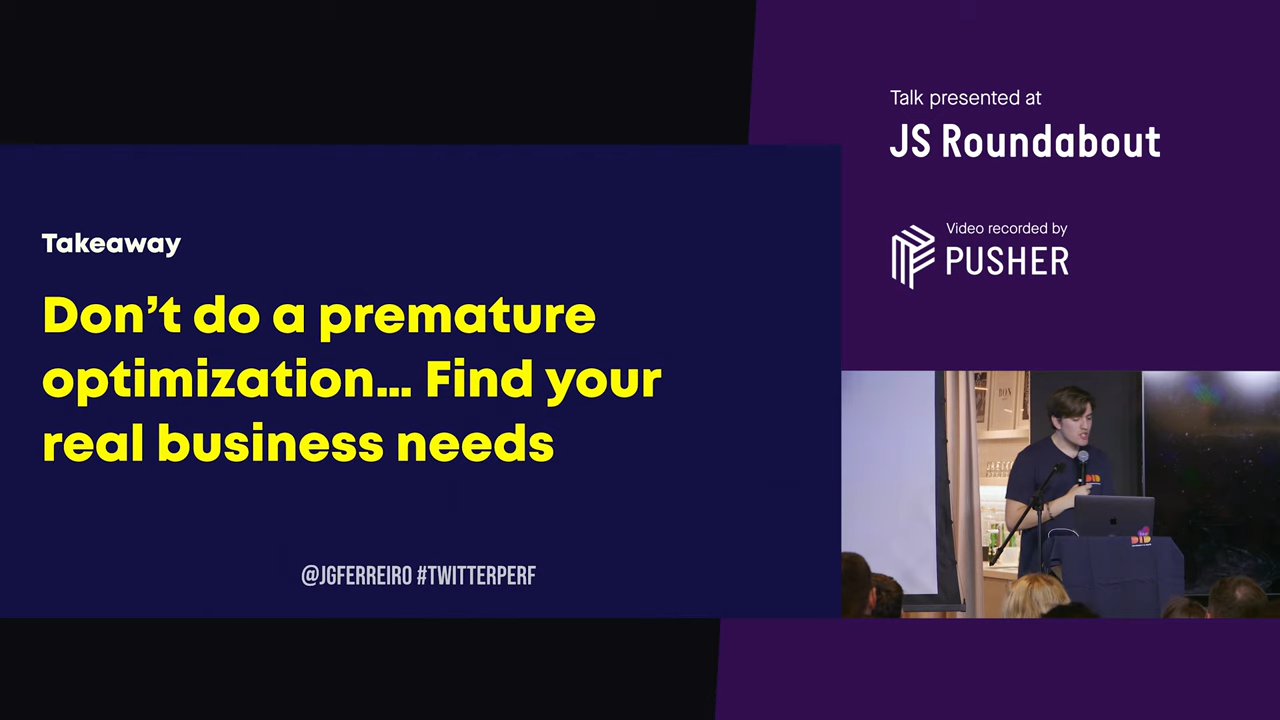 Talk presented at
JS Roundabout
Video recorded by
PUSHER
Takeaway
Don't do a premature
optimization... Find your
real business needs
@JGFERREIRO #TWITTERPERF